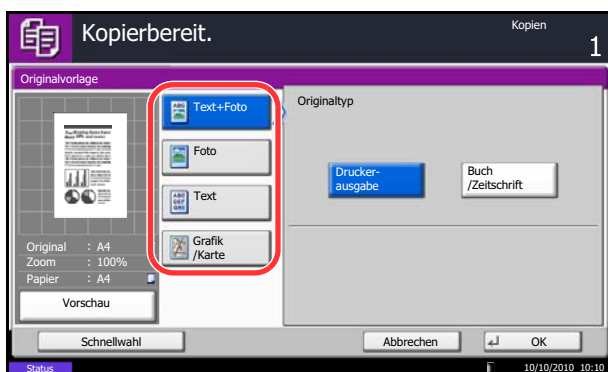 Kopierbereit.
Kopien
1
Originalvorlage
Text+Foto
Foto
Text
Grafik
/Karte
Originaltyp
Drucker-
ausgabe
Buch
/Zeitschrift
Original : A4
Zoom : 100%
Papier : A4
Vorschau
Schnellwahl
Abbrechen
OK
Status
10/10/2010 10:10